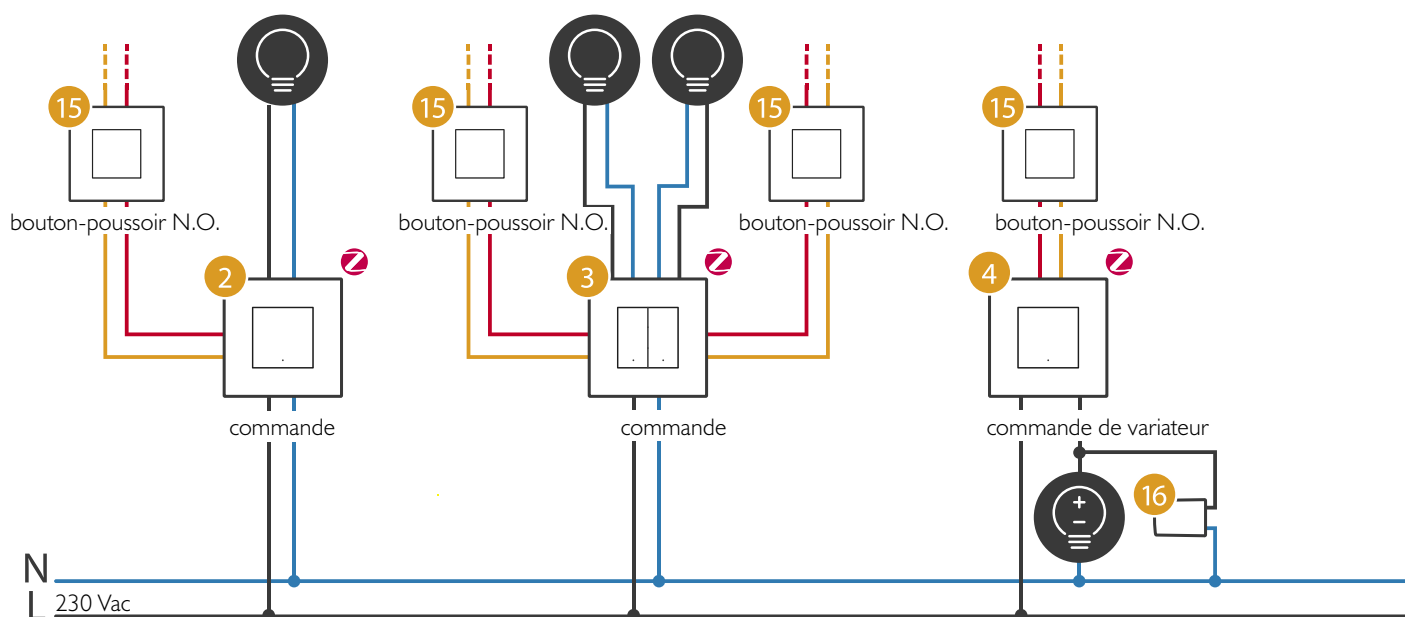 15
15
15
15
bouton-poussoir N.O.
bouton-poussoir N.O.
bouton-poussoir N.O.
bouton-poussoir N.O.
2
Z
3
Z
4
Z
commande
commande
commande de variateur
+
−
16
N
L 230 Vac